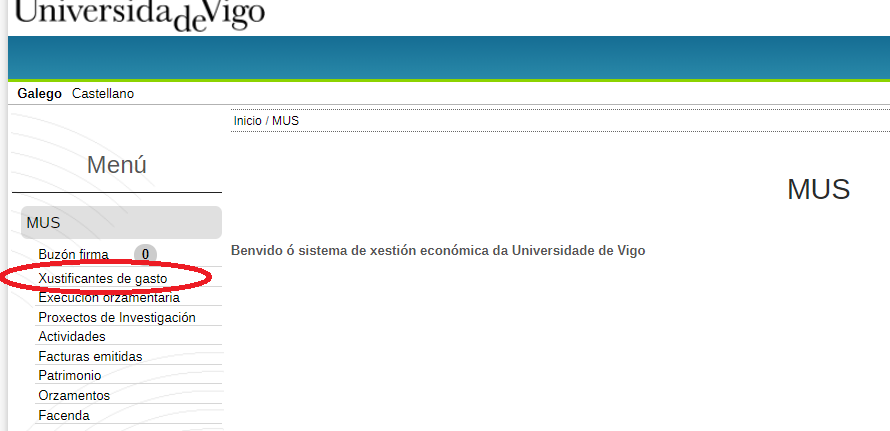 UniversidadeVigo
Galego Castellano
Inicio / MUS
Menú
MUS
MUS
Buzón firma 0
Benvido ó sistema de xestión económica da Universidade de Vigo
Xustificantes de gasto
Execución orzamentaria
Proxectos de Investigación
Actividades
Facturas emitidas
Patrimonio
Orzamentos
Facenda